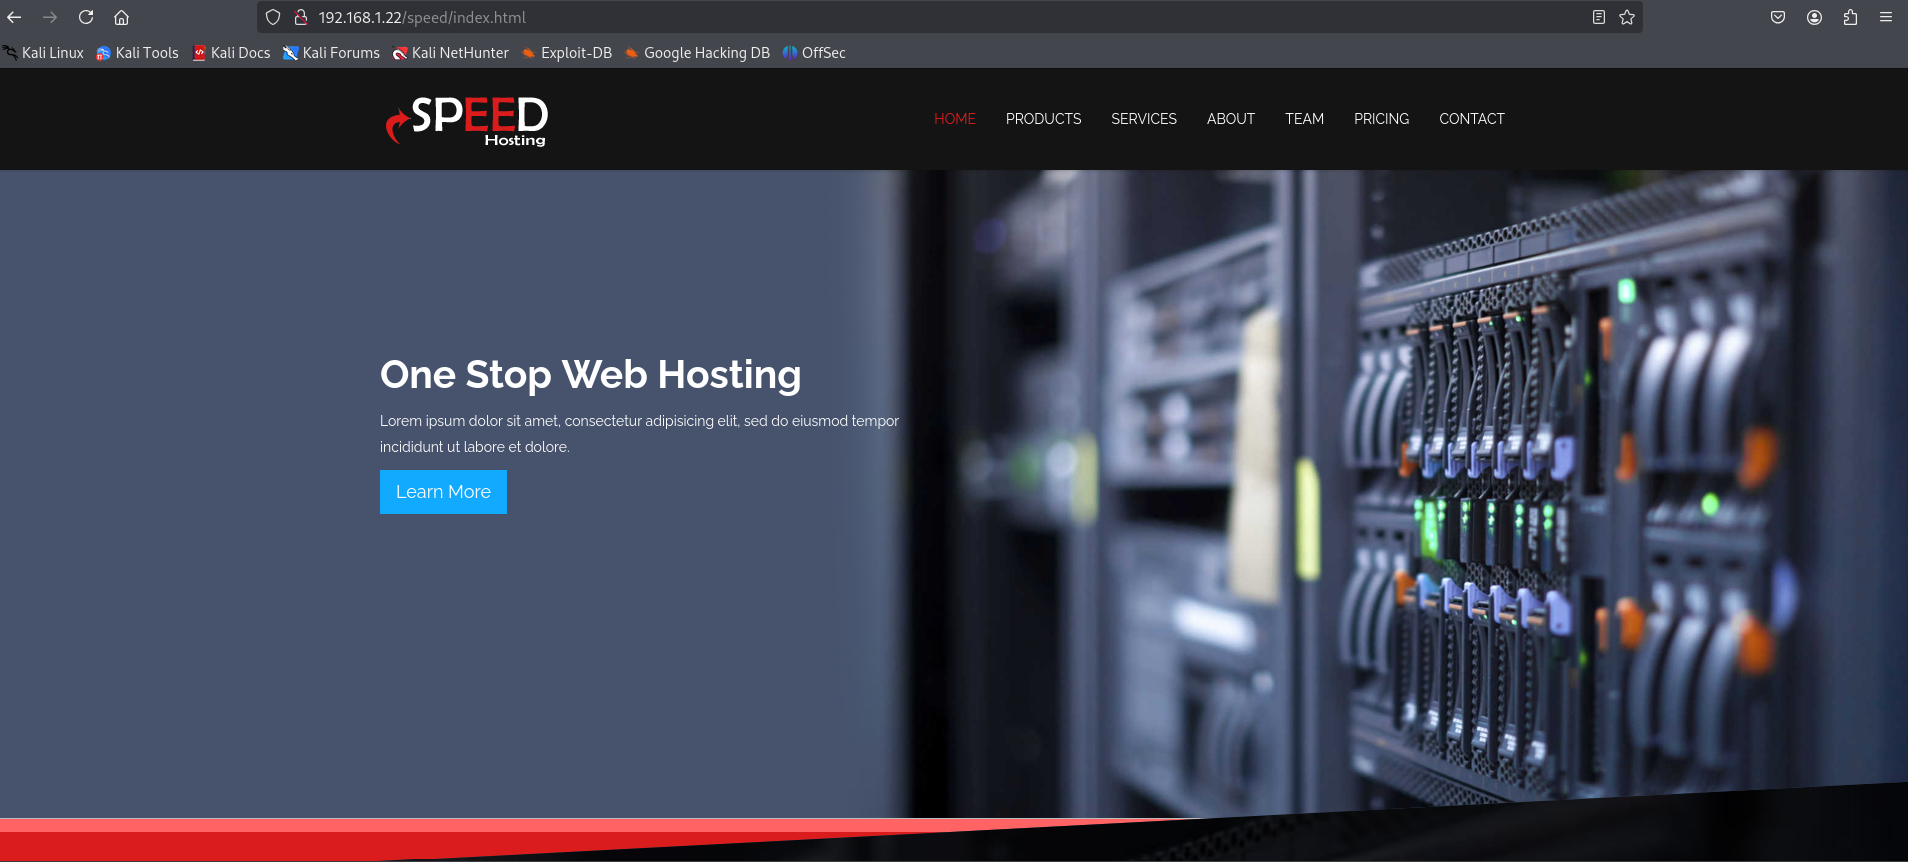 192.168.1.22/speed/index.html
Kali Linux Kali Tools Kali Docs Kali Forums Kali NetHunter Exploit-DB Google Hacking DB OffSec
SPEED
Hosting
HOME PRODUCTS SERVICES ABOUT TEAM PRICING CONTACT
One Stop Web Hosting
Lorem ipsum dolor sit amet, consectetur adipisicing elit, sed do eiusmod tempor
incididunt ut labore et dolore.
Learn More